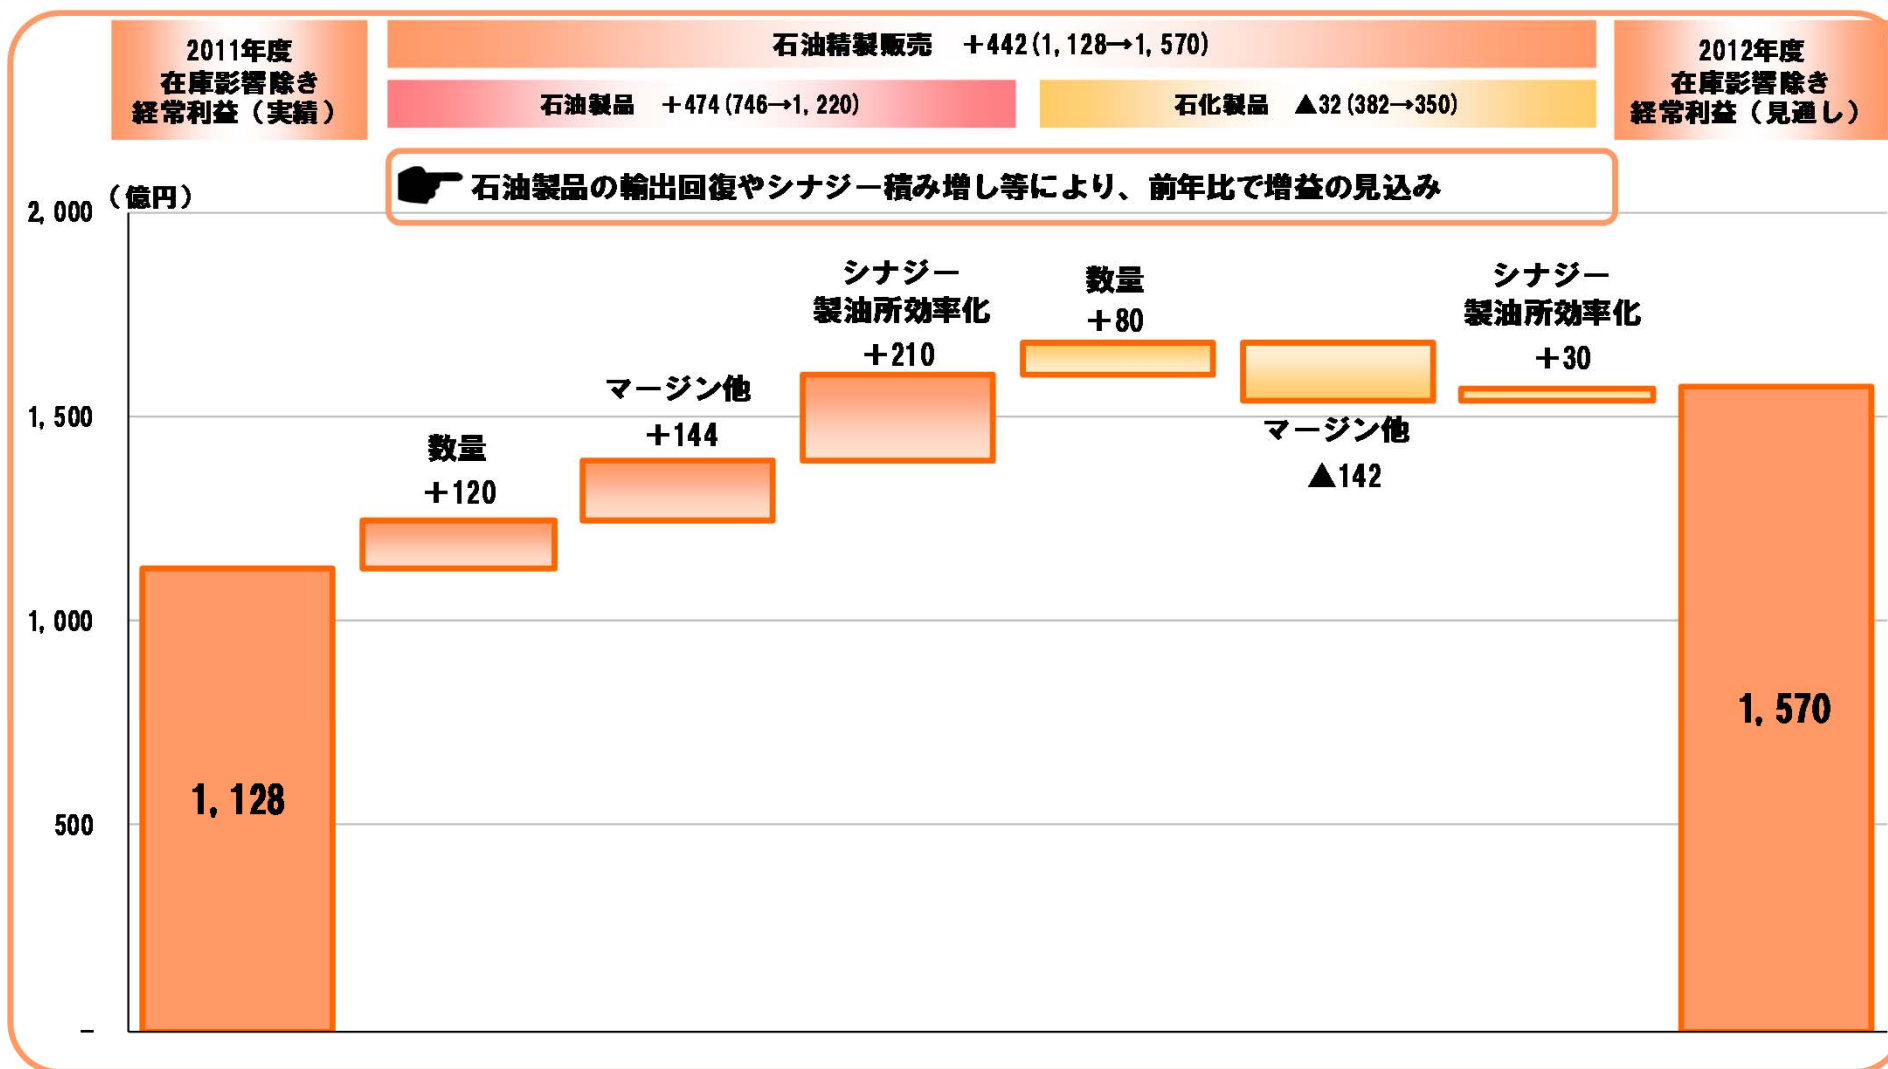 2011年度
在庫影響除き
経常利益（実績）
石油精製販売　＋442(1,128→1,570)
石油製品　＋474(746→1,220)
石化製品　▲32(382→350)
2012年度
在庫影響除き
経常利益（見通し）
石油製品の輸出回復やシナジー積み増し等により、前年比で増益の見込み
（億円）
2,000
1,500
1,000
500
－
1,128
数量
＋120
マージン他
＋144
シナジー
製油所効率化
＋210
数量
＋80
マージン他
▲142
シナジー
製油所効率化
＋30
1,570